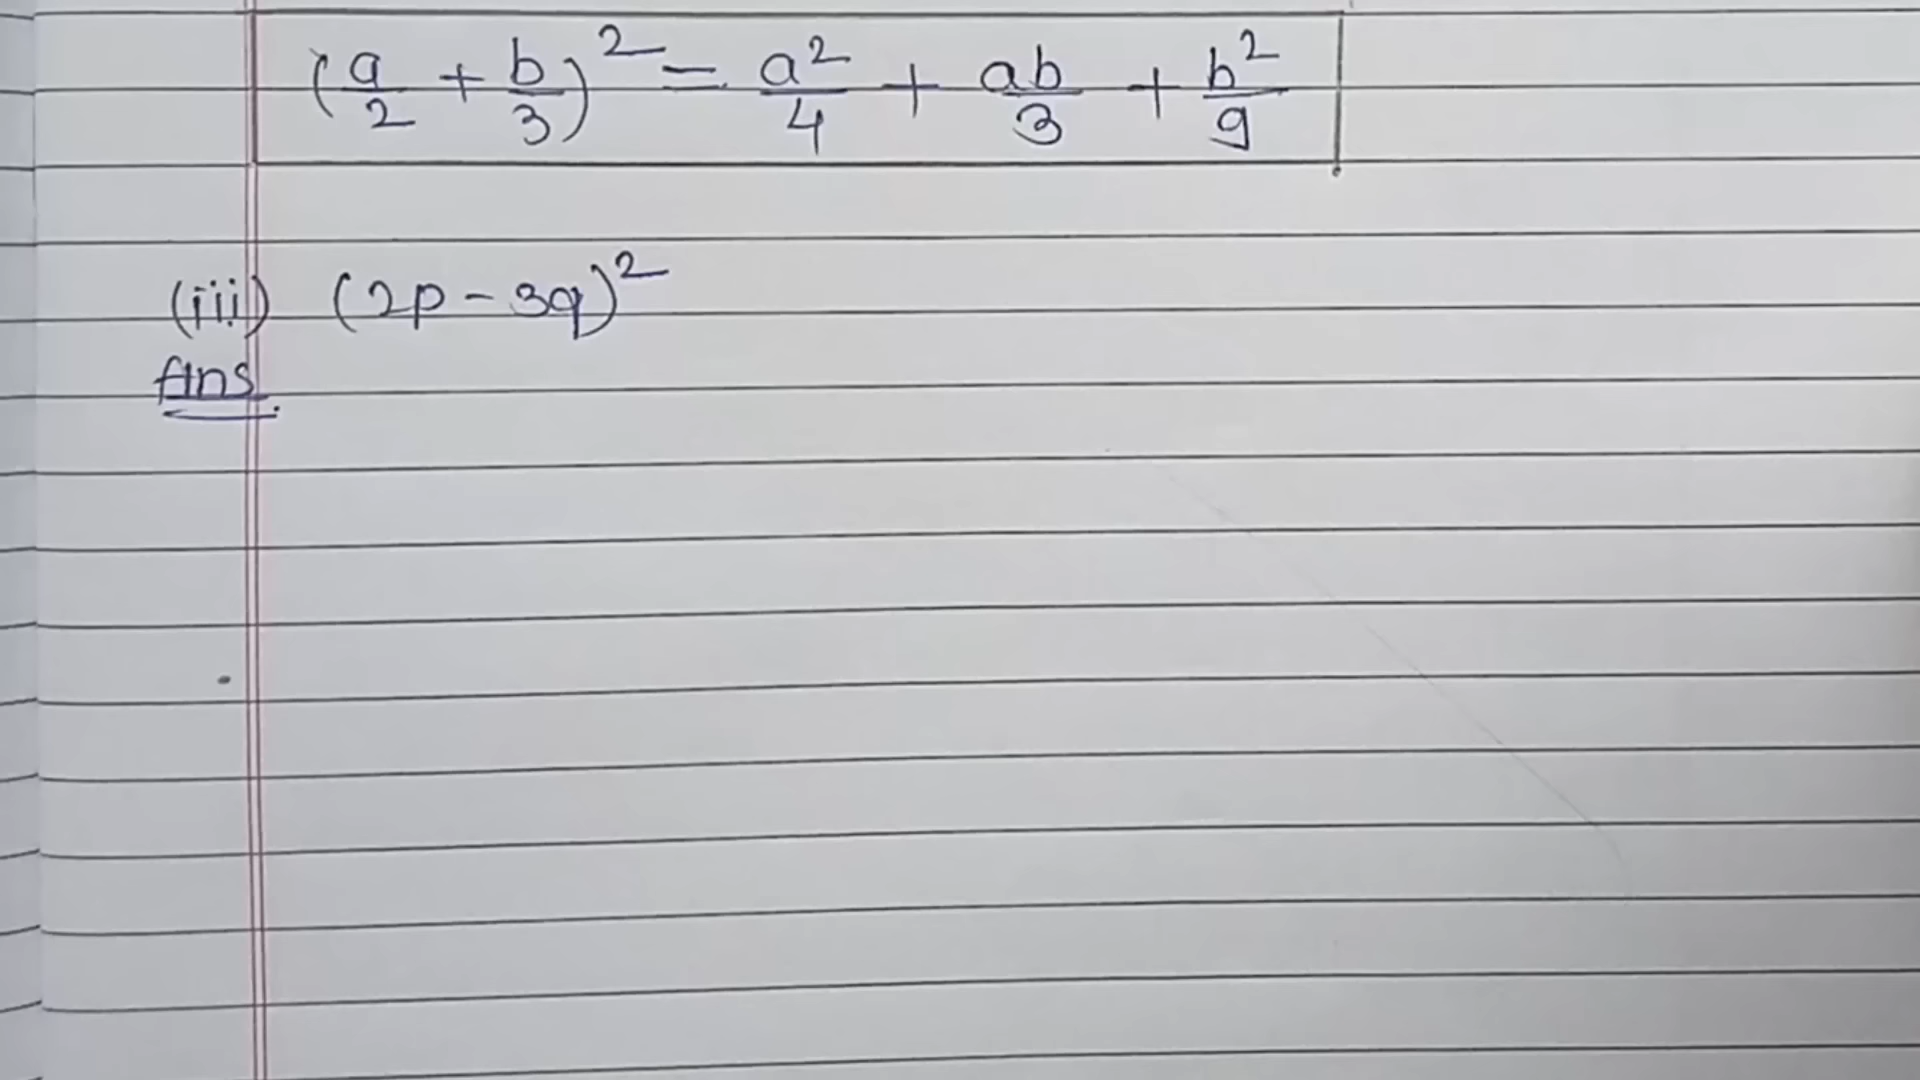 (a/2 + b/3)² = a²/4 + ab/3 + b²/9
(iii) (2p - 3q)²
Ans.